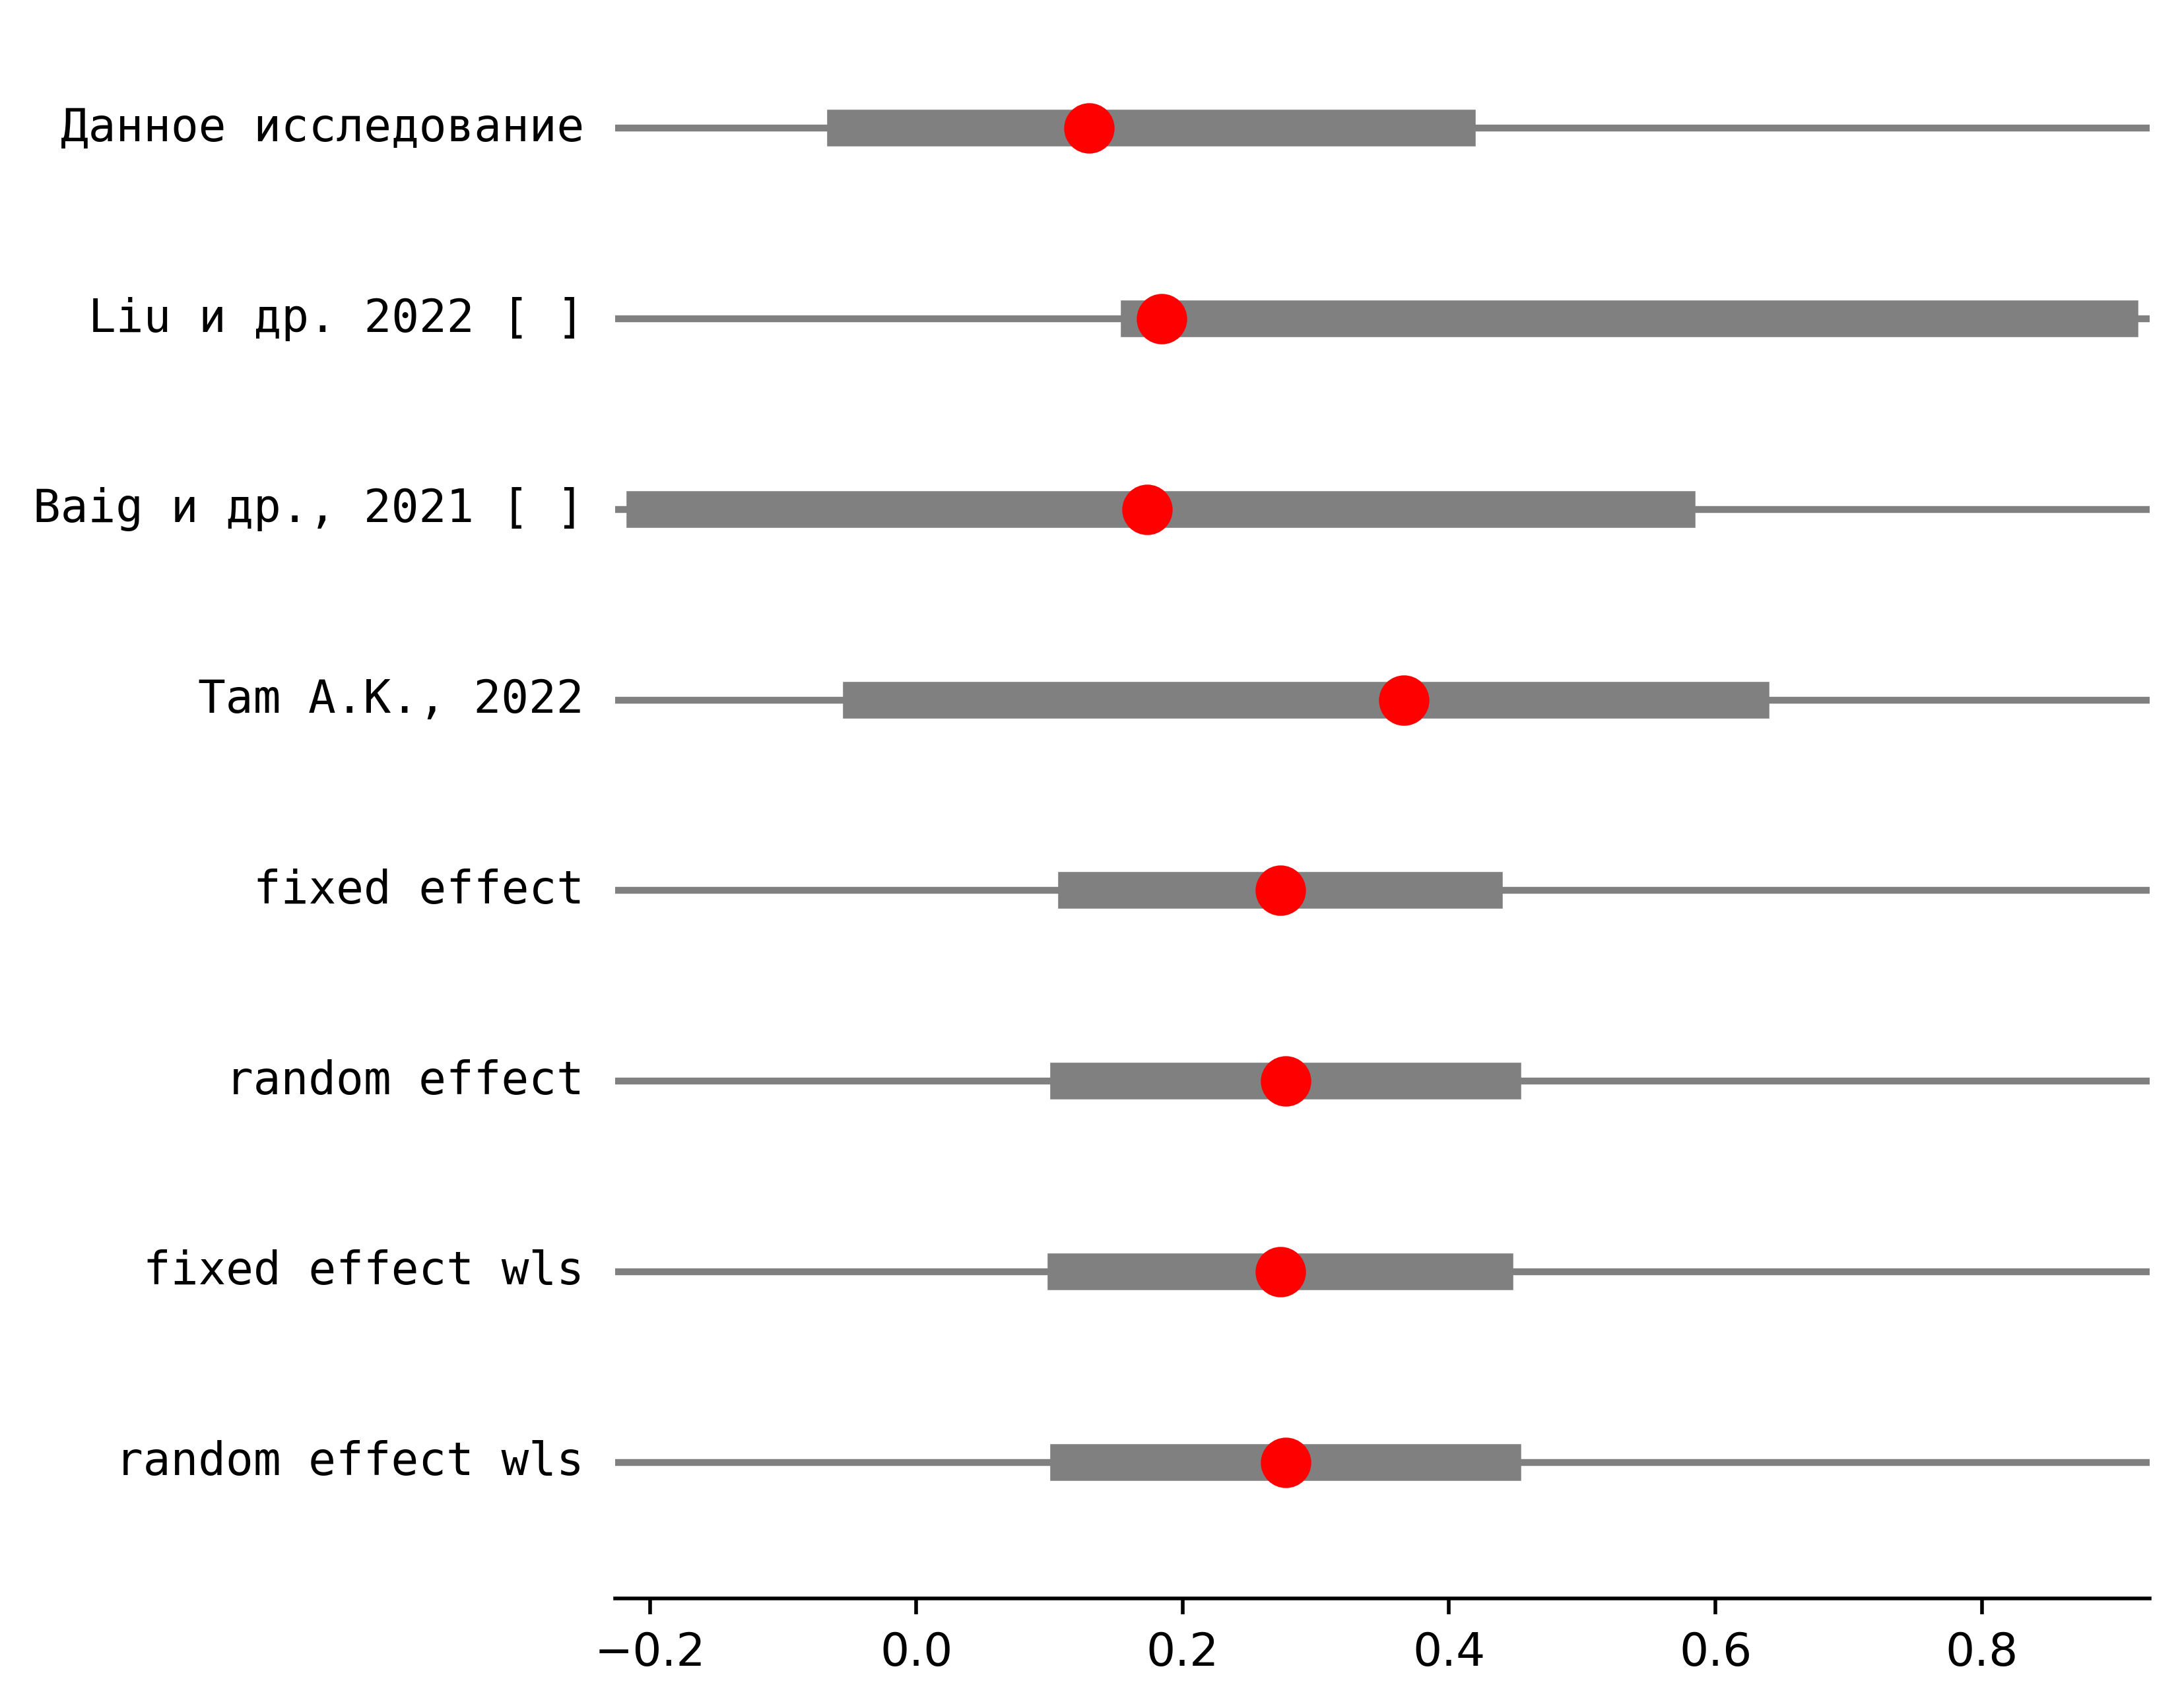 Данное исследование
Liu и др. 2022 [ ]
Baig и др., 2021 [ ]
Tam A.K., 2022
fixed effect
random effect
fixed effect wls
random effect wls
−0.2 0.0 0.2 0.4 0.6 0.8